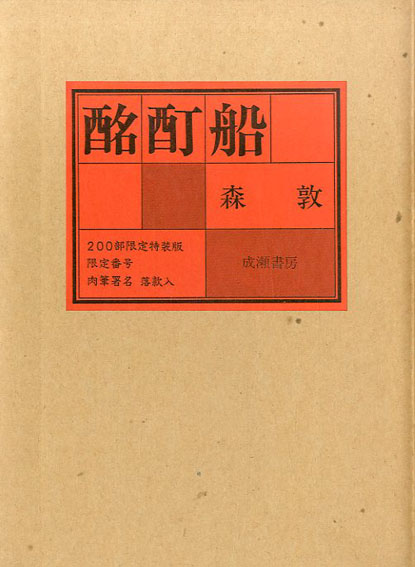 酩酊船
森 敦
200部限定特装版
限定番号
肉筆署名 落款入
成瀬書房